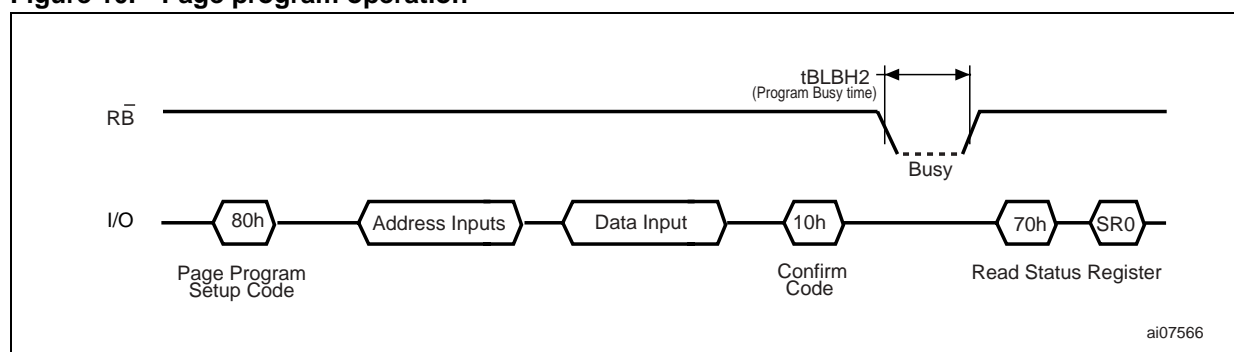 Figure 10. Page program operation
tBLBH2
(Program Busy time)
RB̅
Busy
I/O
80h
Address Inputs
Data Input
10h
70h
SR0
Page Program
Setup Code
Confirm
Code
Read Status Register
ai07566